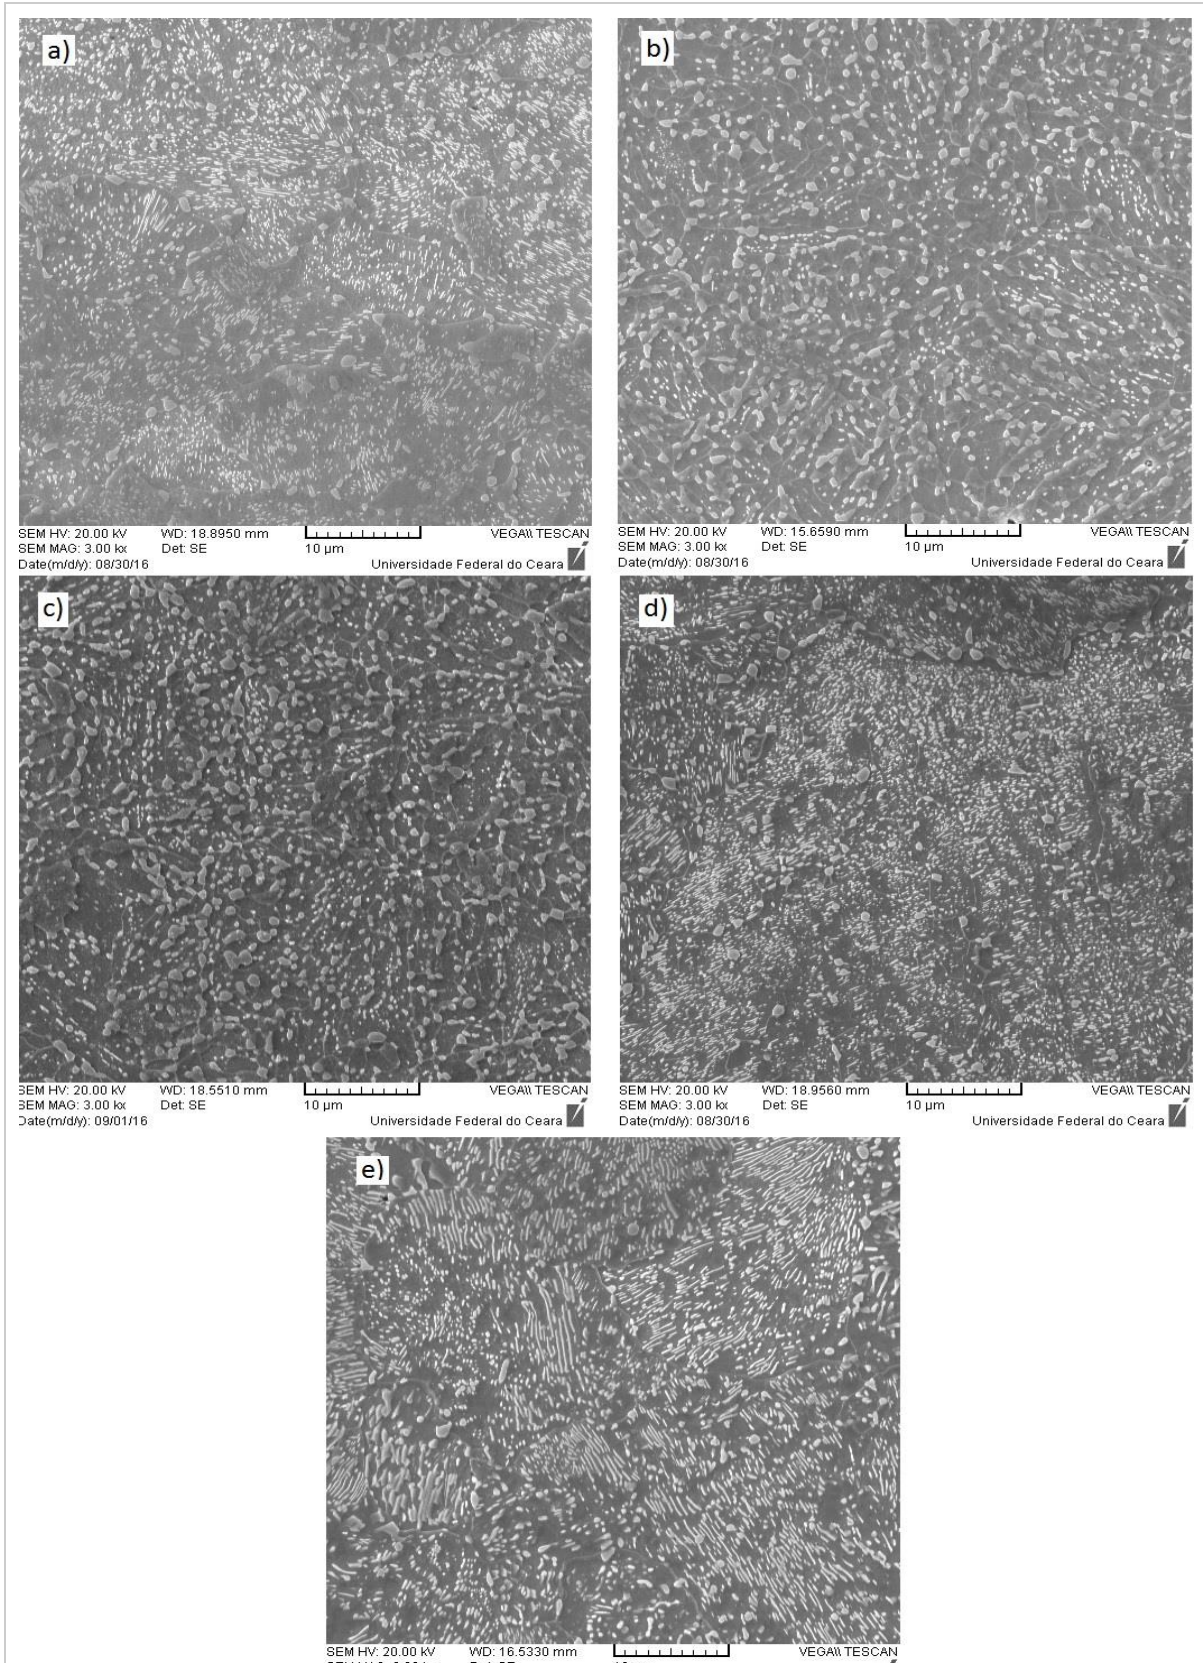 a)
b)
SEM HV: 20.00 kV WD: 18.8950 mm VEGA\\ TESCAN
SEM MAG: 3.00 kx Det: SE 10 µm
Date(m/d/y): 08/30/16 Universidade Federal do Ceara
SEM HV: 20.00 kV WD: 15.6590 mm VEGA\\ TESCAN
SEM MAG: 3.00 kx Det: SE 10 µm
Date(m/d/y): 08/30/16 Universidade Federal do Ceara
c)
d)
SEM HV: 20.00 kV WD: 18.5510 mm VEGA\\ TESCAN
SEM MAG: 3.00 kx Det: SE 10 µm
Date(m/d/y): 09/01/16 Universidade Federal do Ceara
SEM HV: 20.00 kV WD: 18.9560 mm VEGA\\ TESCAN
SEM MAG: 3.00 kx Det: SE 10 µm
Date(m/d/y): 08/30/16 Universidade Federal do Ceara
e)
SEM HV: 20.00 kV WD: 16.5330 mm VEGA\\ TESCAN